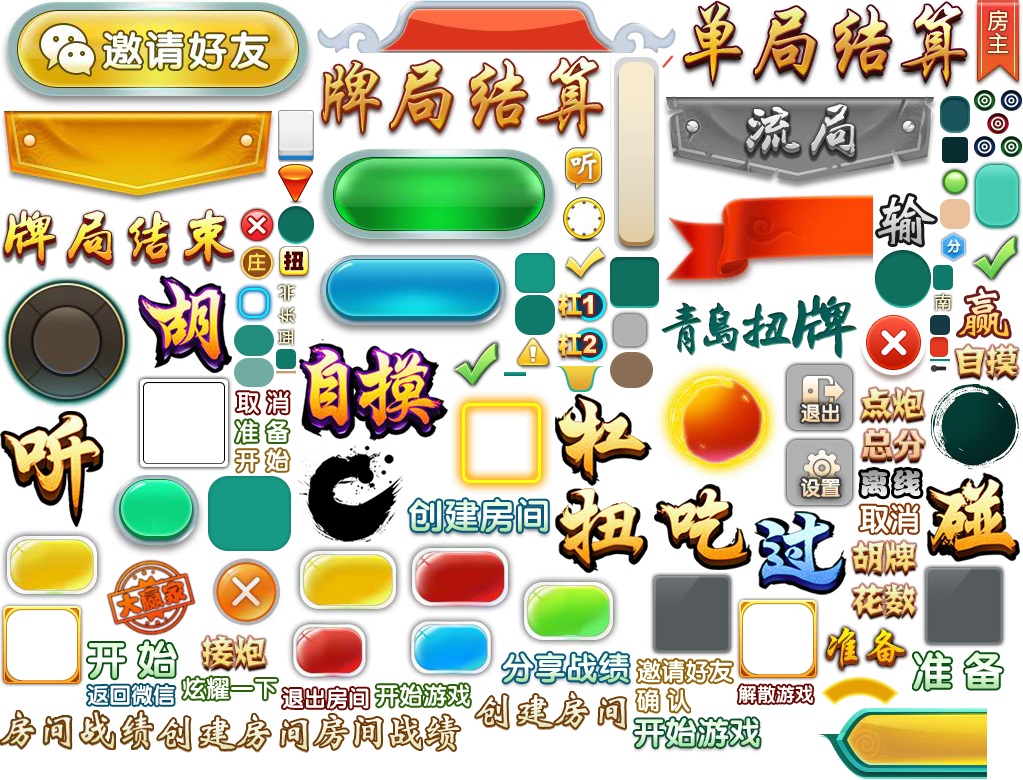 邀请好友
单局结算
房主
牌局结算
流局
听
牌局结束
输
庄
扭
分
南
北
东
西
杠1
杠2
胡
自摸
青島扭牌
赢
自摸
取消
准备
开始
退出
点炮
听
杠
总分
设置
离线
创建房间
扭
吃
过
取消
碰
胡牌
大赢家
花数
开始
接炮
准备
分享战绩
邀请好友
准备
返回微信
炫耀一下
退出房间
开始游戏
确认
解散游戏
房间战绩
创建房间
房间战绩
创建房间
开始游戏